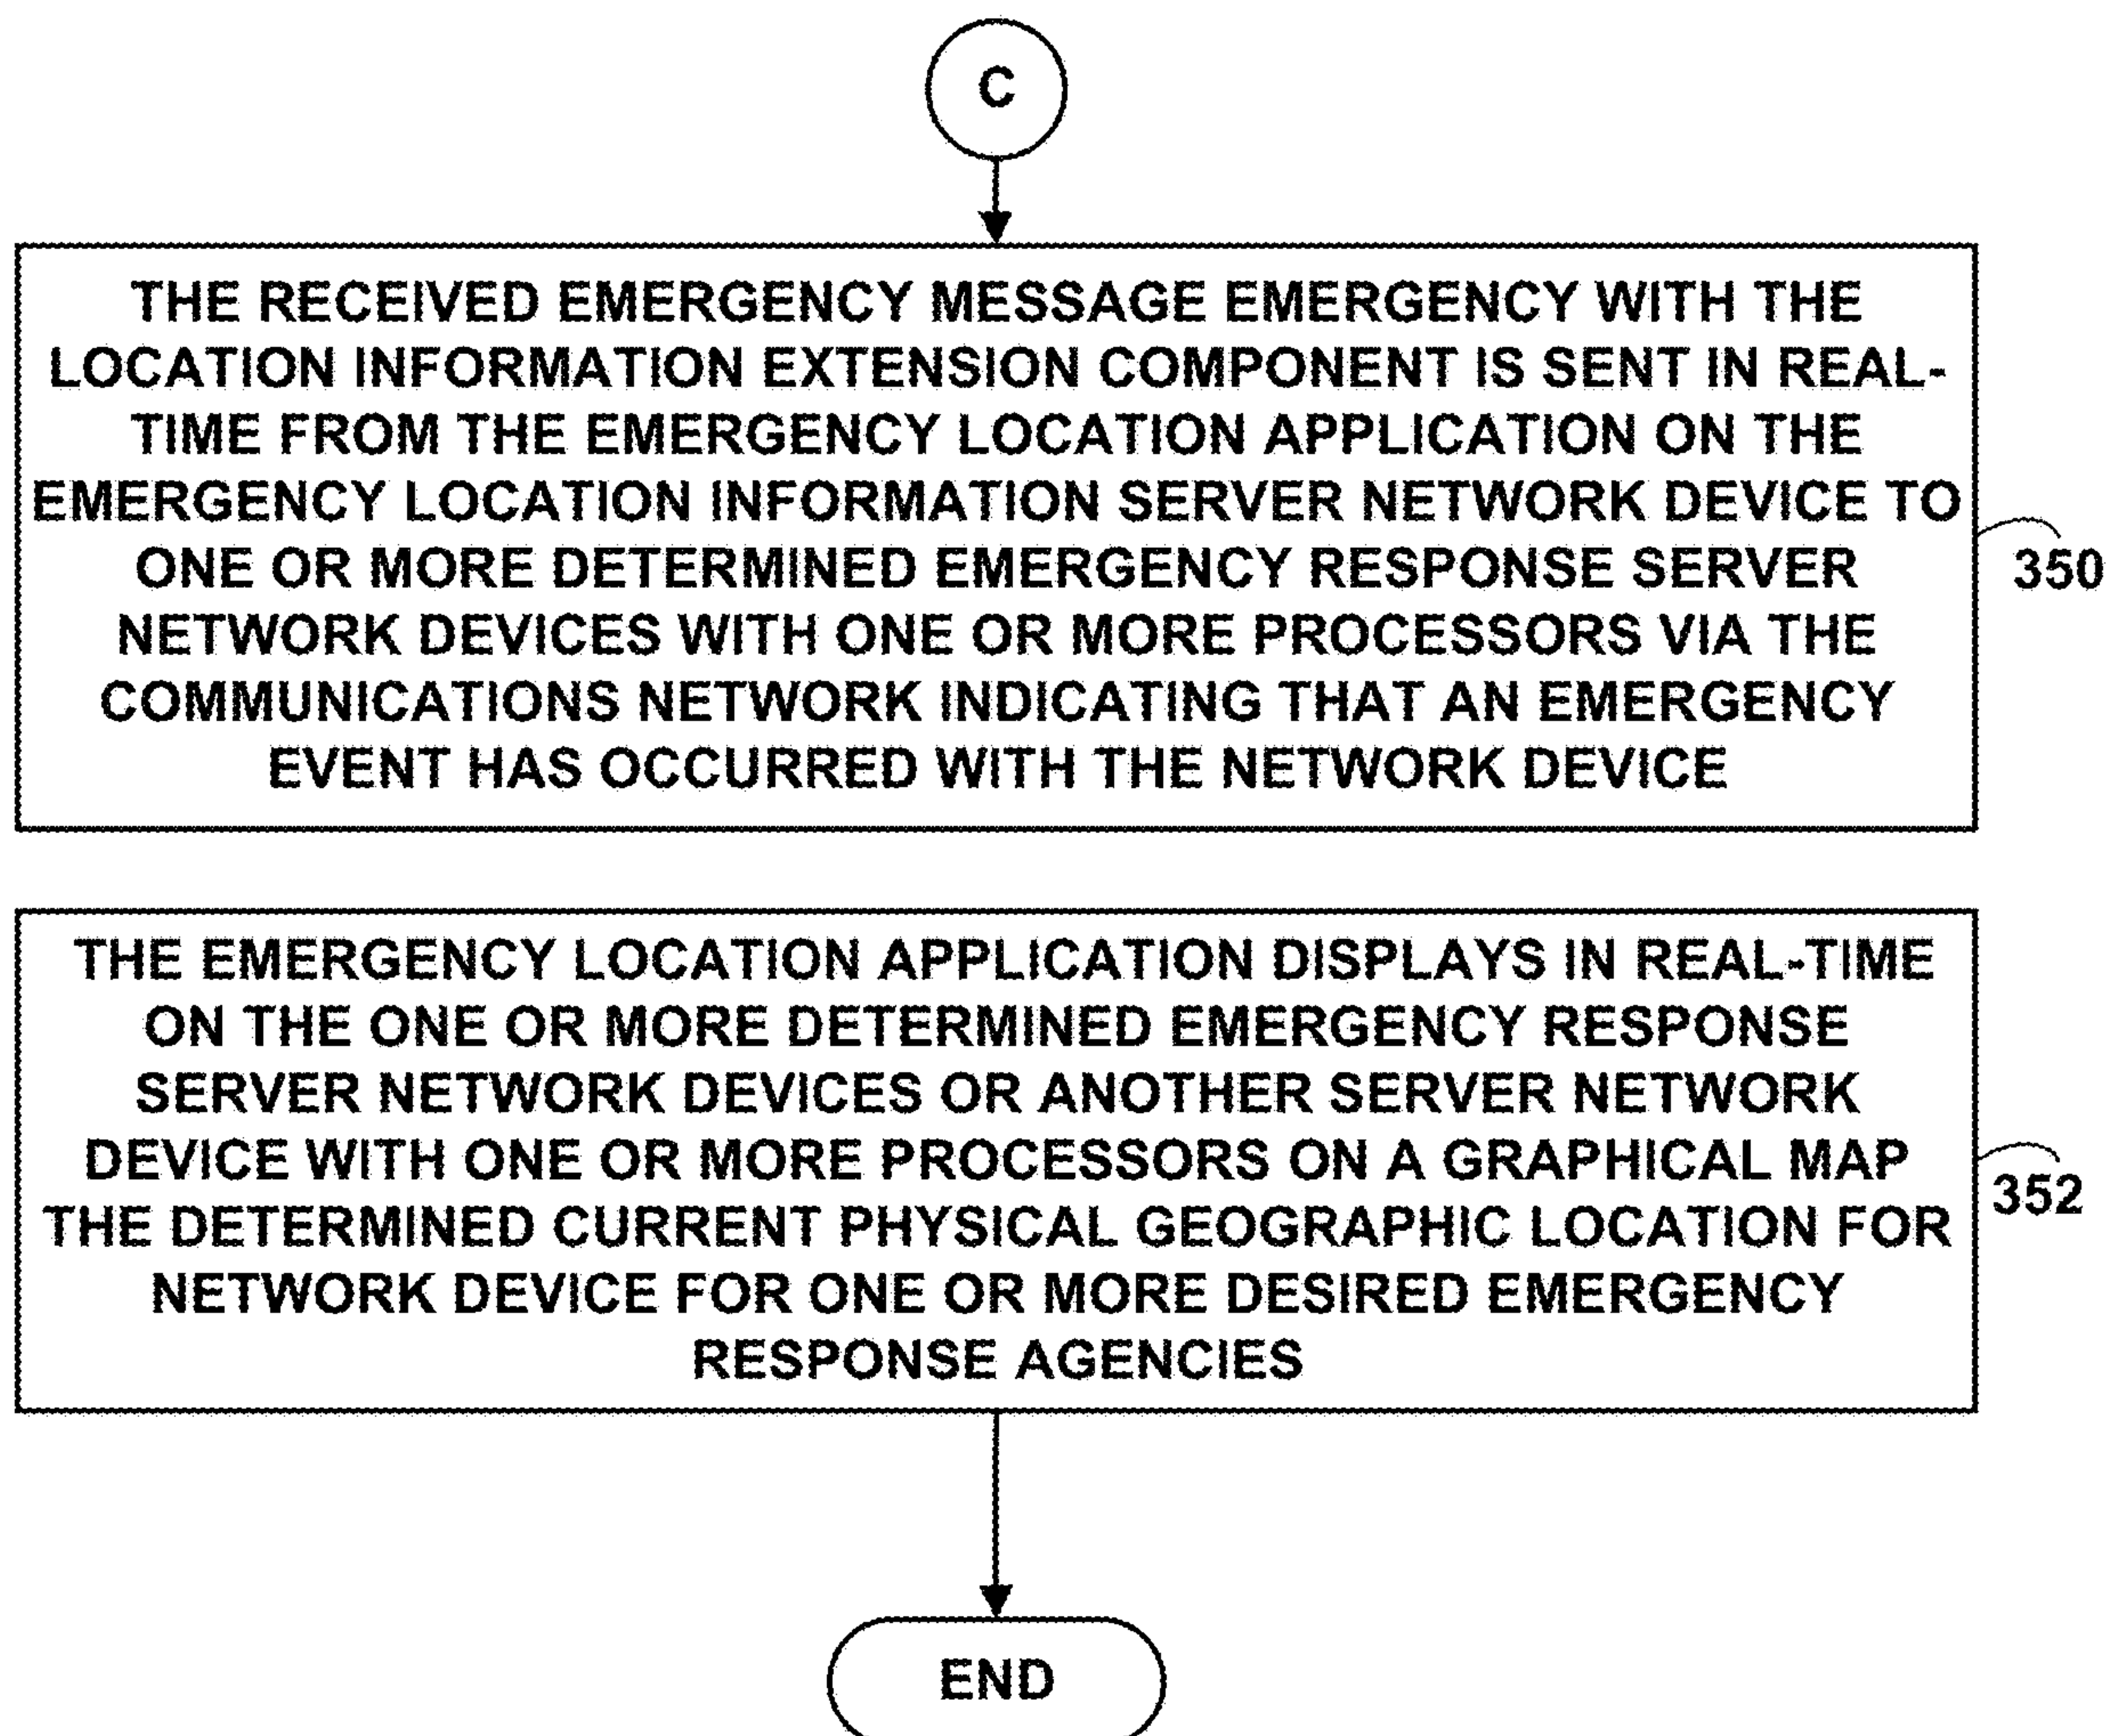 C
THE RECEIVED EMERGENCY MESSAGE EMERGENCY WITH THE
LOCATION INFORMATION EXTENSION COMPONENT IS SENT IN REAL-
TIME FROM THE EMERGENCY LOCATION APPLICATION ON THE
EMERGENCY LOCATION INFORMATION SERVER NETWORK DEVICE TO
ONE OR MORE DETERMINED EMERGENCY RESPONSE SERVER
NETWORK DEVICES WITH ONE OR MORE PROCESSORS VIA THE
COMMUNICATIONS NETWORK INDICATING THAT AN EMERGENCY
EVENT HAS OCCURRED WITH THE NETWORK DEVICE
350
THE EMERGENCY LOCATION APPLICATION DISPLAYS IN REAL-TIME
ON THE ONE OR MORE DETERMINED EMERGENCY RESPONSE
SERVER NETWORK DEVICES OR ANOTHER SERVER NETWORK
DEVICE WITH ONE OR MORE PROCESSORS ON A GRAPHICAL MAP
THE DETERMINED CURRENT PHYSICAL GEOGRAPHIC LOCATION FOR
NETWORK DEVICE FOR ONE OR MORE DESIRED EMERGENCY
RESPONSE AGENCIES
352
END